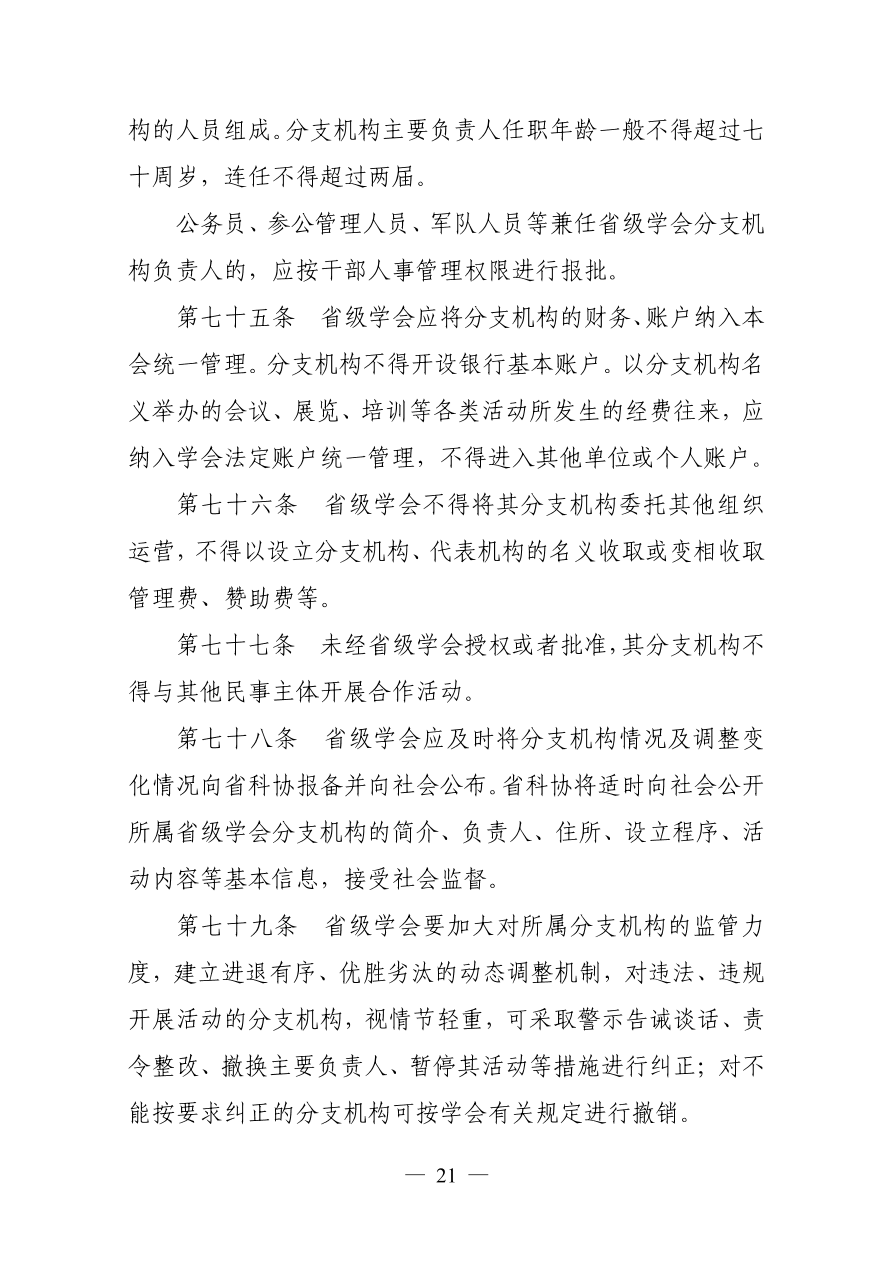 构的人员组成。分支机构主要负责人任职年龄一般不得超过七
十周岁，连任不得超过两届。
公务员、参公管理人员、军队人员等兼任省级学会分支机
构负责人的，应按干部人事管理权限进行报批。
第七十五条　省级学会应将分支机构的财务、账户纳入本
会统一管理。分支机构不得开设银行基本账户。以分支机构名
义举办的会议、展览、培训等各类活动所发生的经费往来，应
纳入学会法定账户统一管理，不得进入其他单位或个人账户。
第七十六条　省级学会不得将其分支机构委托其他组织
运营，不得以设立分支机构、代表机构的名义收取或变相收取
管理费、赞助费等。
第七十七条　未经省级学会授权或者批准，其分支机构不
得与其他民事主体开展合作活动。
第七十八条　省级学会应及时将分支机构情况及调整变
化情况向省科协报备并向社会公布。省科协将适时向社会公开
所属省级学会分支机构的简介、负责人、住所、设立程序、活
动内容等基本信息，接受社会监督。
第七十九条　省级学会要加大对所属分支机构的监管力
度，建立进退有序、优胜劣汰的动态调整机制，对违法、违规
开展活动的分支机构，视情节轻重，可采取警示告诫谈话、责
令整改、撤换主要负责人、暂停其活动等措施进行纠正；对不
能按要求纠正的分支机构可按学会有关规定进行撤销。
— 21 —